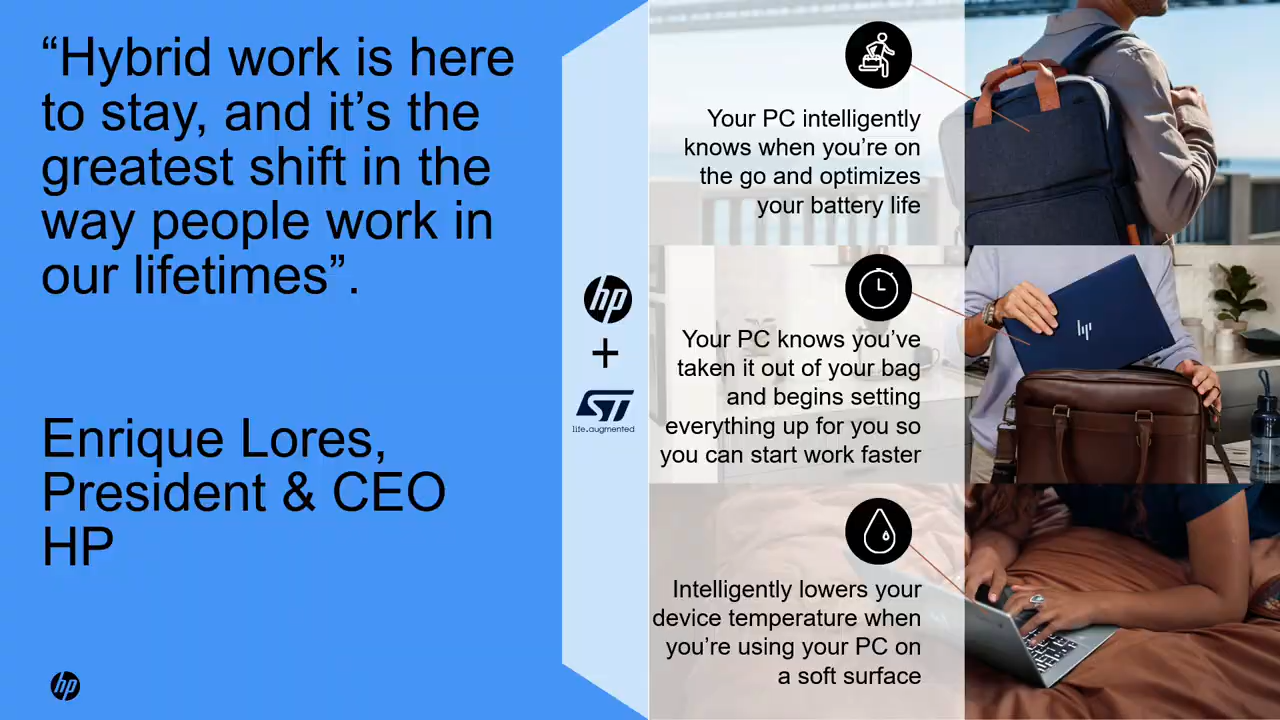 “Hybrid work is here
to stay, and it’s the
greatest shift in the
way people work in
our lifetimes”.
Enrique Lores,
President & CEO
HP
hp
hp
+
ST
life.augmented
Your PC intelligently
knows when you’re on
the go and optimizes
your battery life
Your PC knows you’ve
taken it out of your bag
and begins setting
everything up for you so
you can start work faster
hp
Intelligently lowers your
device temperature when
you’re using your PC on
a soft surface